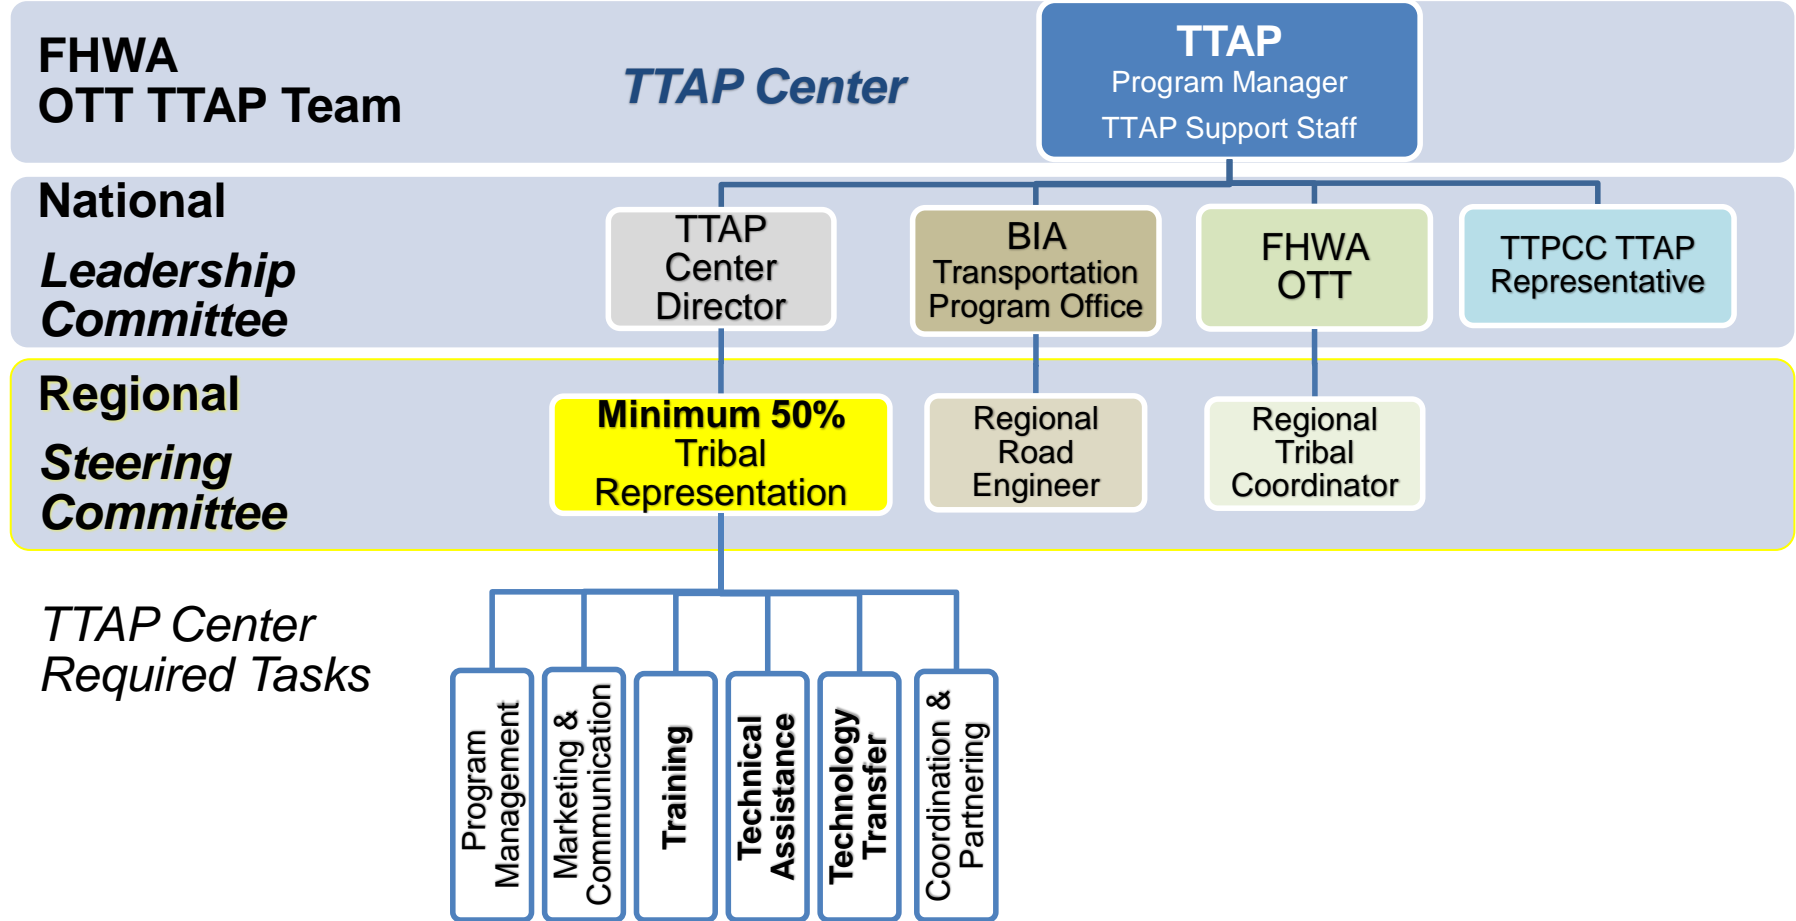 FHWA
OTT TTAP Team
TTAP Center
TTAP
Program Manager
TTAP Support Staff
National
Leadership
Committee
TTAP
Center
Director
BIA
Transportation
Program Office
FHWA
OTT
TTPCC TTAP
Representative
Regional
Steering
Committee
Minimum 50%
Tribal
Representation
Regional
Road
Engineer
Regional
Tribal
Coordinator
TTAP Center
Required Tasks
Program
Management
Marketing &
Communication
Training
Technical
Assistance
Technology
Transfer
Coordination &
Partnering